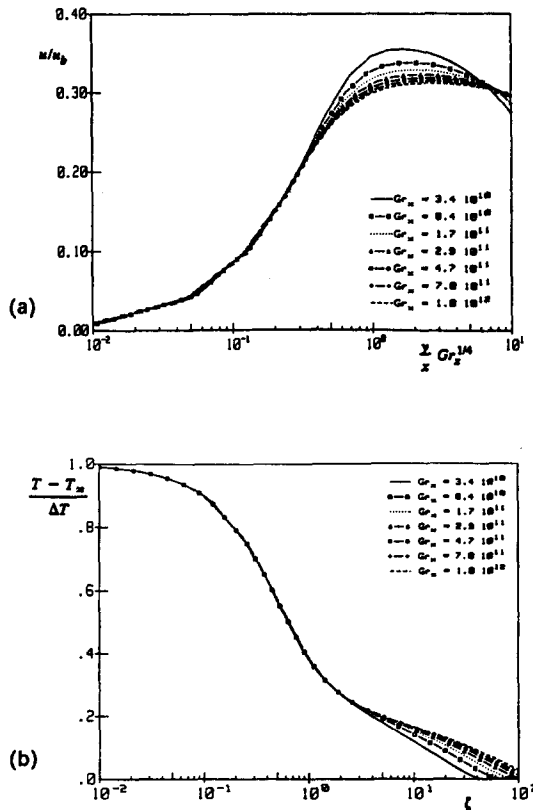 (a)
u/u_b
0.40
0.30
0.20
0.10
0.00
Gr_x = 3.4 10^10
Gr_x = 8.4 10^10
Gr_x = 1.7 10^11
Gr_x = 2.9 10^11
Gr_x = 4.7 10^11
Gr_x = 7.0 10^11
Gr_x = 1.0 10^12
10^-2 10^-1 10^0 10^1
y/x Gr_x^1/4
(b)
T - T_∞
ΔT
1.0
.8
.6
.4
.2
.0
Gr_x = 3.4 10^10
Gr_x = 8.4 10^10
Gr_x = 1.7 10^11
Gr_x = 2.9 10^11
Gr_x = 4.7 10^11
Gr_x = 7.0 10^11
Gr_x = 1.0 10^12
10^-2 10^-1 10^0 10^1 10^2
ζ